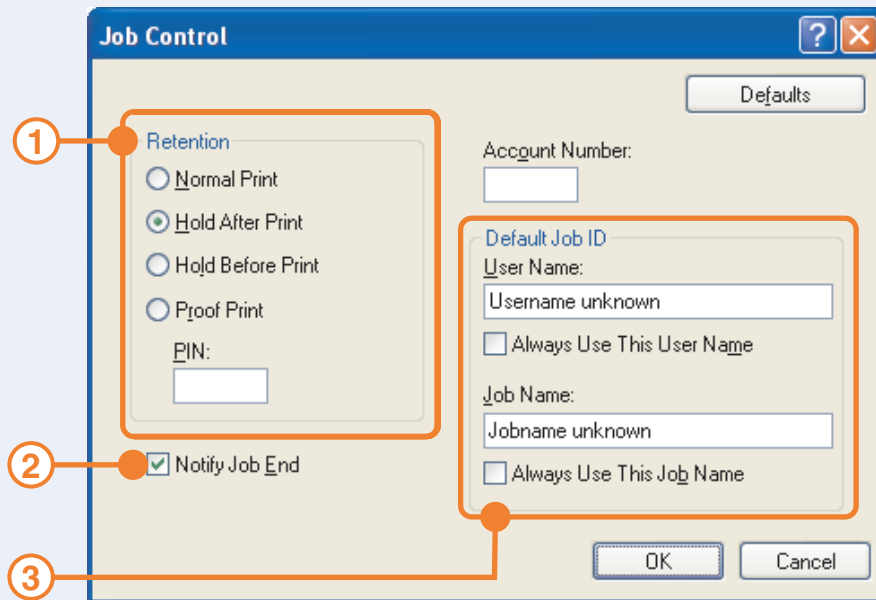 Job Control
?
Defaults
1
Retention
Normal Print
Hold After Print
Hold Before Print
Proof Print
PIN:
2
Notify Job End
Account Number:
Default Job ID
User Name:
Username unknown
Always Use This User Name
Job Name:
Jobname unknown
Always Use This Job Name
3
OK
Cancel